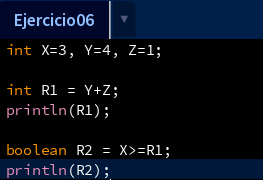 Ejercicio06
int X=3, Y=4, Z=1;
int R1 = Y+Z;
println(R1);
boolean R2 = X>=R1;
println(R2);